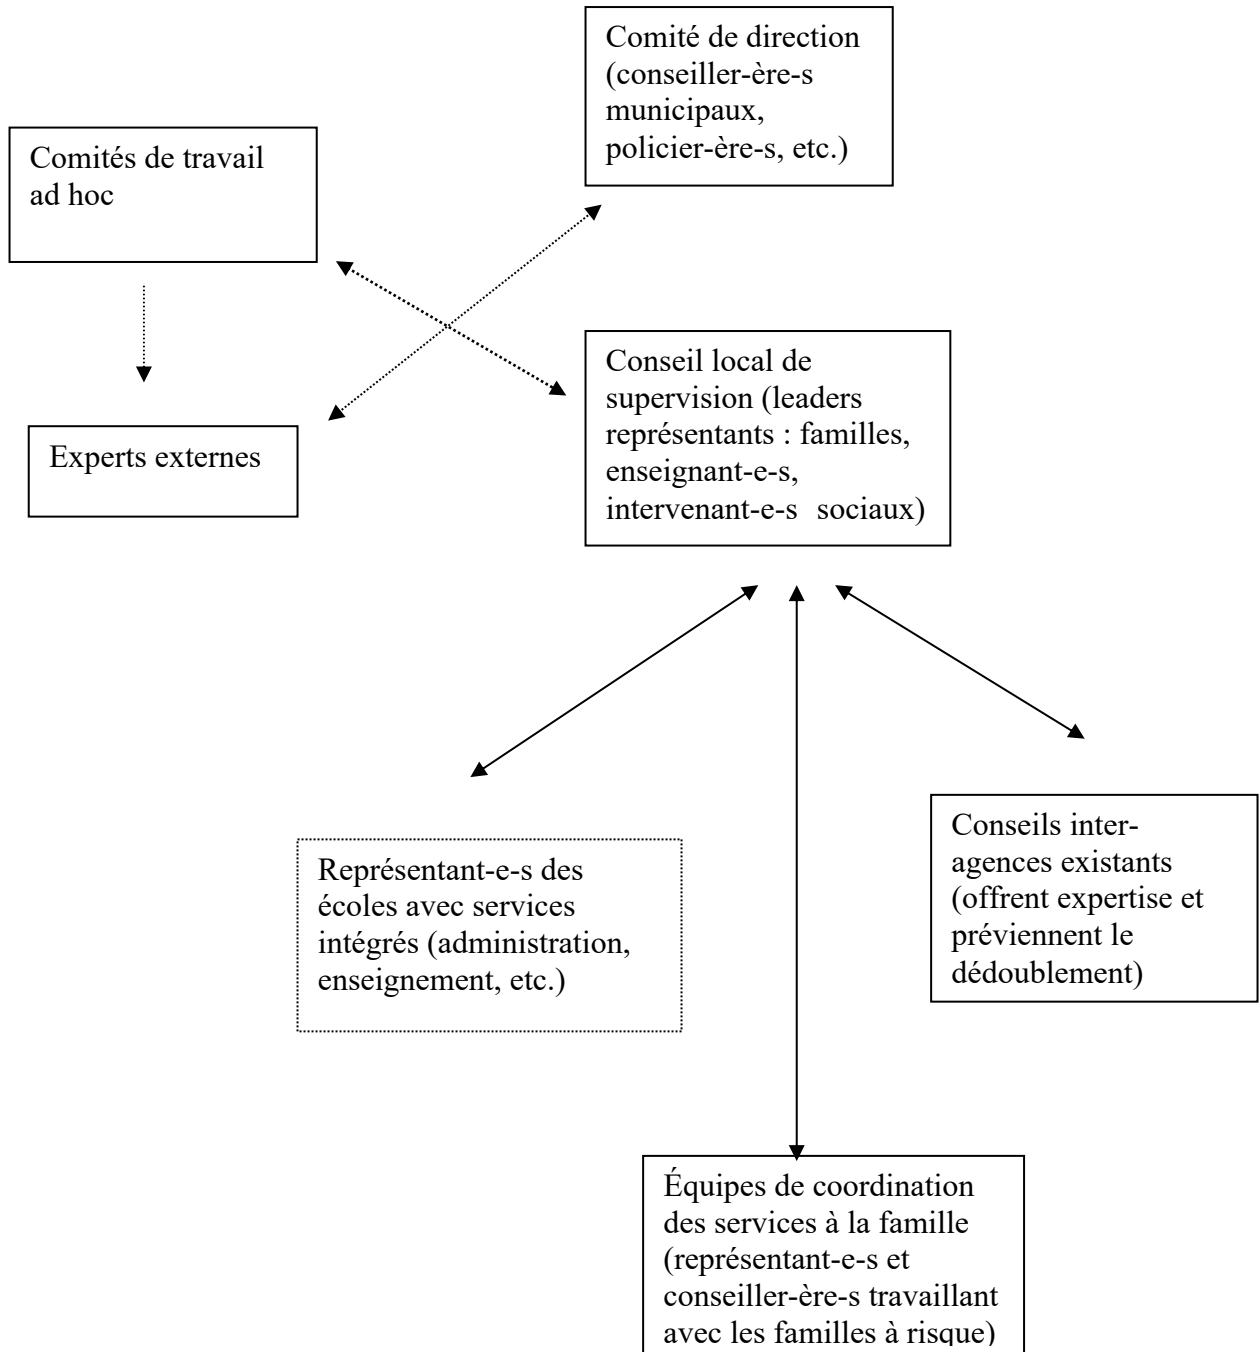 Comité de direction
(conseiller-ère-s
municipaux,
policier-ère-s, etc.)
Comités de travail
ad hoc
Conseil local de
supervision (leaders
représentants : familles,
enseignant-e-s,
intervenant-e-s sociaux)
Experts externes
Représentant-e-s des
écoles avec services
intégrés (administration,
enseignement, etc.)
Conseils inter-
agences existants
(offrent expertise et
préviennent le
dédoublement)
Équipes de coordination
des services à la famille
(représentant-e-s et
conseiller-ère-s travaillant
avec les familles à risque)